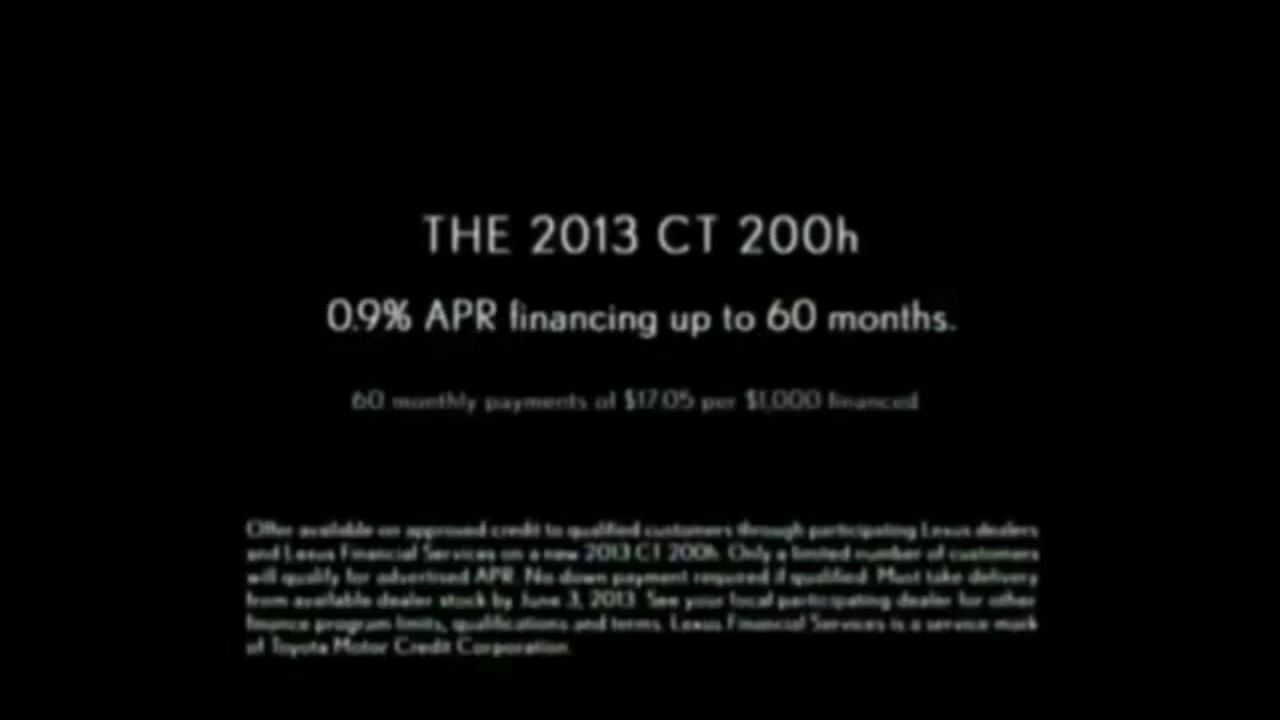 THE 2013 CT 200h
0.9% APR financing up to 60 months.
60 monthly payments of $17.05 per $1,000 financed.
Offer available on approved credit to qualified customers through participating Lexus dealers
and Lexus Financial Services on a new 2013 CT 200h. Only a limited number of customers
will qualify for advertised APR. No down payment required if qualified. Must take delivery
from available dealer stock by June 3, 2013. See your local participating dealer for other
finance program limits, qualifications and terms. Lexus Financial Services is a service mark
of Toyota Motor Credit Corporation.